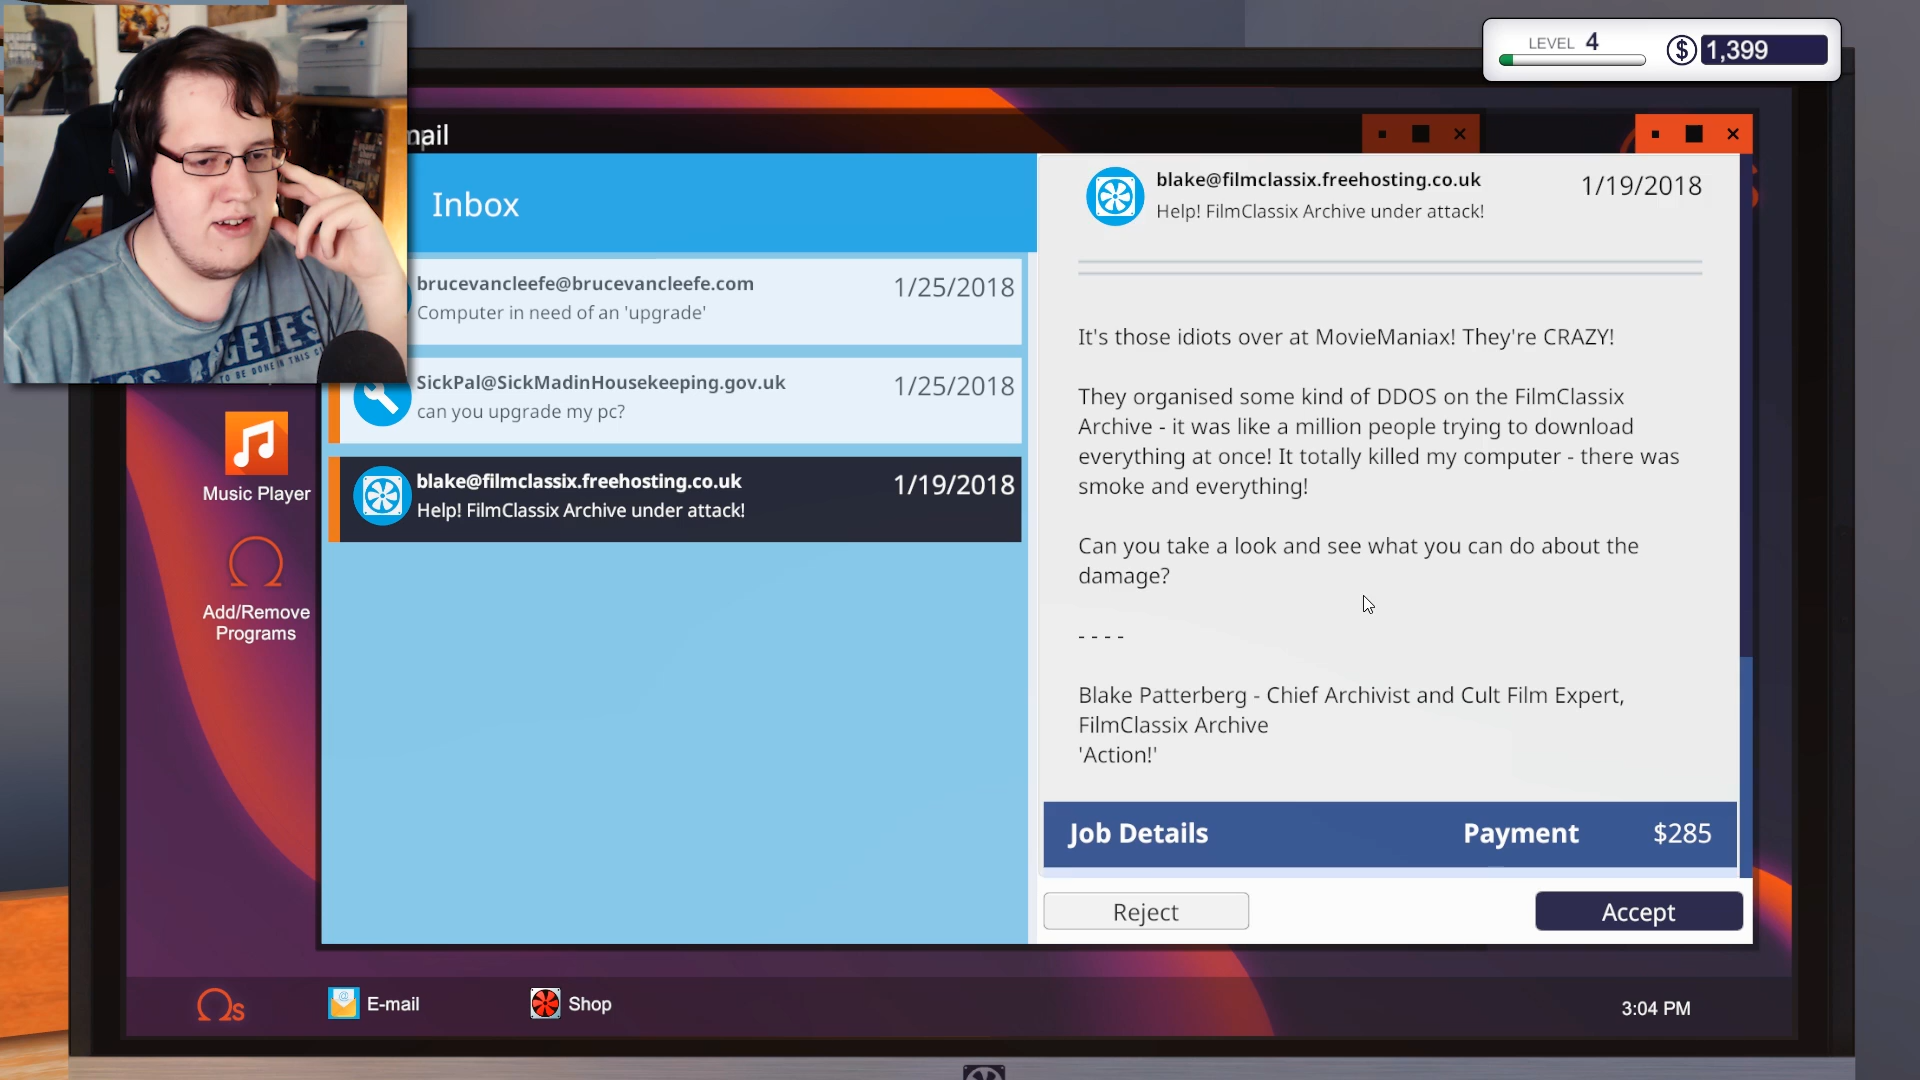 LEVEL 4
$ 1,399
mail
Inbox
brucevancleefe@brucevancleefe.com
1/25/2018
Computer in need of an 'upgrade'
SickPal@SickMadinHousekeeping.gov.uk
1/25/2018
can you upgrade my pc?
blake@filmclassix.freehosting.co.uk
1/19/2018
Help! FilmClassix Archive under attack!
blake@filmclassix.freehosting.co.uk
1/19/2018
Help! FilmClassix Archive under attack!
It's those idiots over at MovieManiax! They're CRAZY!
They organised some kind of DDOS on the FilmClassix
Archive - it was like a million people trying to download
everything at once! It totally killed my computer - there was
smoke and everything!
Can you take a look and see what you can do about the
damage?
- - - -
Blake Patterberg - Chief Archivist and Cult Film Expert,
FilmClassix Archive
'Action!'
Job Details
Payment
$285
Reject
Accept
Music Player
Add/Remove
Programs
Ωs
E-mail
Shop
3:04 PM